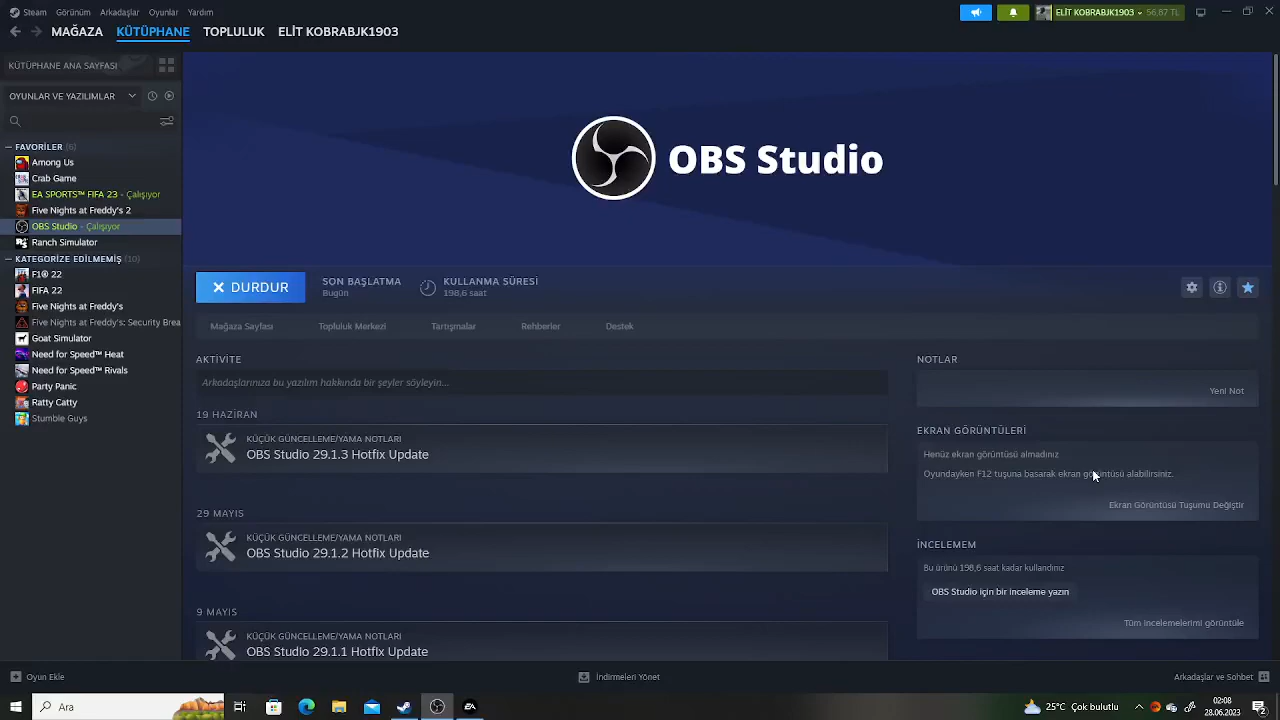 Steam Görünüm Arkadaşlar Oyunlar Yardım
ELİT KOBRABJK1903 56,87 TL
MAĞAZA KÜTÜPHANE TOPLULUK ELİT KOBRABJK1903
KÜTÜPHANE ANA SAYFASI
OYUNLAR VE YAZILIMLAR
FAVORİLER (6)
Among Us
Crab Game
EA SPORTS™ FIFA 23 - Çalışıyor
Five Nights at Freddy's 2
OBS Studio - Çalışıyor
Ranch Simulator
KATEGORİZE EDİLMEMİŞ (10)
F1® 22
FIFA 22
Five Nights at Freddy's
Five Nights at Freddy's: Security Brea
Goat Simulator
Need for Speed™ Heat
Need for Speed™ Rivals
Party Panic
Ratty Catty
Stumble Guys
OBS Studio
DURDUR
SON BAŞLATMA
Bugün
KULLANMA SÜRESİ
198,6 saat
Mağaza Sayfası Topluluk Merkezi Tartışmalar Rehberler Destek
AKTİVİTE
Arkadaşlarınıza bu yazılım hakkında bir şeyler söyleyin...
19 HAZİRAN
KÜÇÜK GÜNCELLEME/YAMA NOTLARI
OBS Studio 29.1.3 Hotfix Update
29 MAYIS
KÜÇÜK GÜNCELLEME/YAMA NOTLARI
OBS Studio 29.1.2 Hotfix Update
9 MAYIS
KÜÇÜK GÜNCELLEME/YAMA NOTLARI
OBS Studio 29.1.1 Hotfix Update
NOTLAR
Yeni Not
EKRAN GÖRÜNTÜLERİ
Henüz ekran görüntüsü almadınız
Oyundayken F12 tuşuna basarak ekran görüntüsü alabilirsiniz.
Ekran Görüntüsü Tuşumu Değiştir
İNCELEMEM
Bu ürünü 198,6 saat kadar kullandınız
OBS Studio için bir inceleme yazın
Tüm incelemelerimi görüntüle
Oyun Ekle
İndirmeleri Yönet
Arkadaşlar ve Sohbet
Ara
25°C Çok bulutlu
02:08
28.06.2023